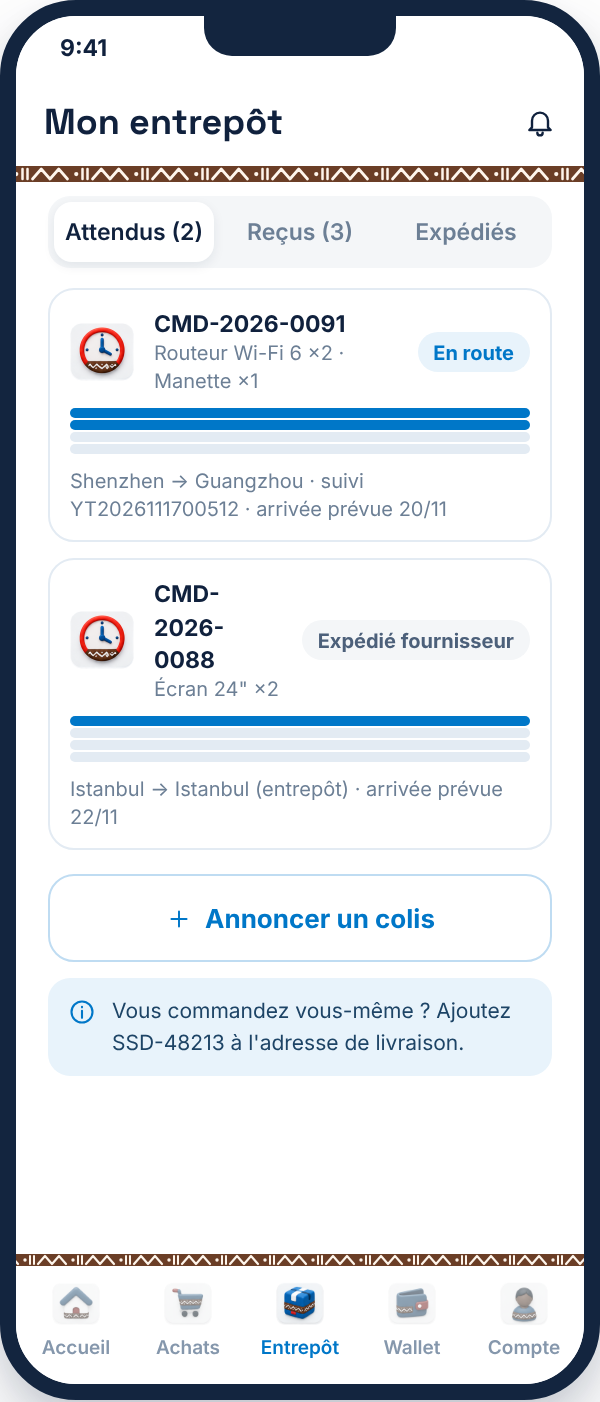 9:41
Mon entrepôt
Attendus (2)
Reçus (3)
Expédiés
CMD-2026-0091
Routeur Wi-Fi 6 ×2 ·
Manette ×1
En route
Shenzhen → Guangzhou · suivi
YT2026111700512 · arrivée prévue 20/11
CMD-
2026-
0088
Écran 24" ×2
Expédié fournisseur
Istanbul → Istanbul (entrepôt) · arrivée prévue
22/11
+ Annoncer un colis
Vous commandez vous-même ? Ajoutez
SSD-48213 à l'adresse de livraison.
Accueil
Achats
Entrepôt
Wallet
Compte